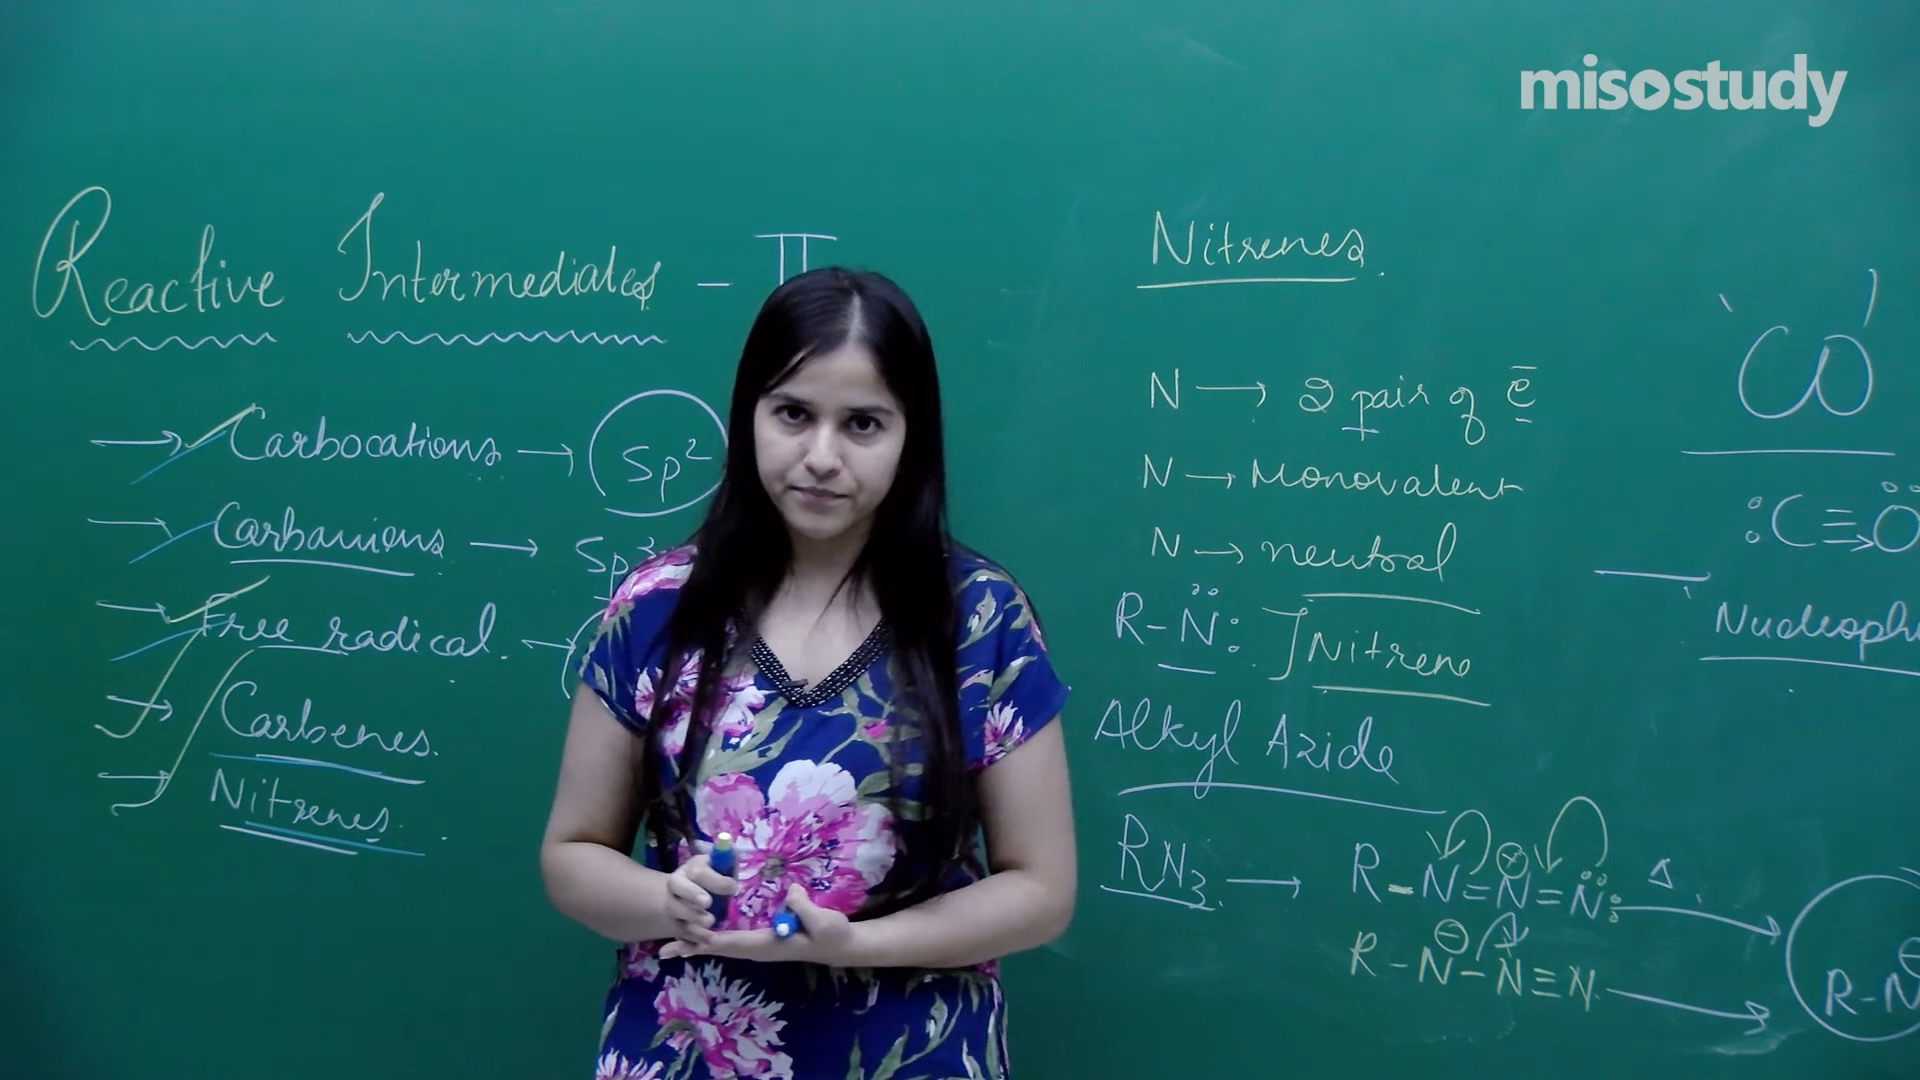 misostudy
Reactive Intermediates - II
→ Carbocations → Sp²
→ Carbanions → Sp³
→ Free radical. →
→ Carbenes.
→ Nitrenes.
Nitrenes.
N → 2 pair of e̅
N → Monovalent
N → neutral
R-N̈: ] Nitrene
Alkyl Azide
RN₃. → R-N=N⊕=N̈: Δ →
R-N⊖-N⁺≡N. →
R-N
CO
:C≡O